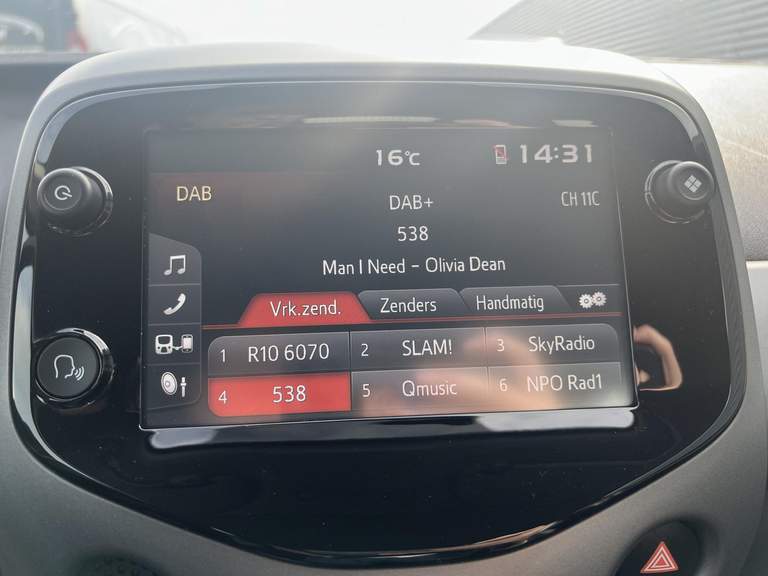 16°C 14:31
DAB
DAB+
CH 11C
538
Man I Need - Olivia Dean
Vrk.zend. Zenders Handmatig
1 R10 6070 2 SLAM! 3 SkyRadio
4 538 5 Qmusic 6 NPO Rad1